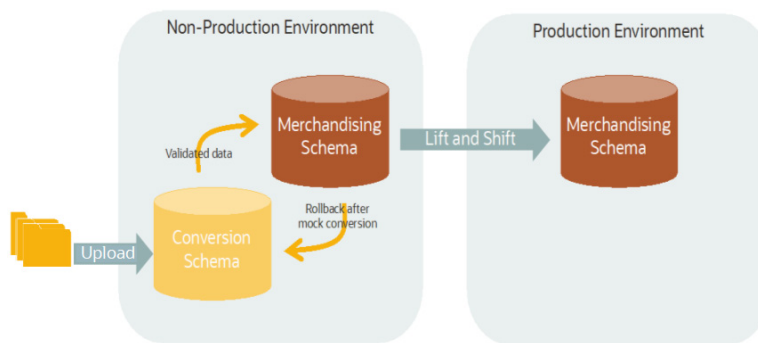 Non-Production Environment
Production Environment
Merchandising
Schema
Lift and Shift
Merchandising
Schema
Validated data
Rollback after
mock conversion
Conversion
Schema
Upload